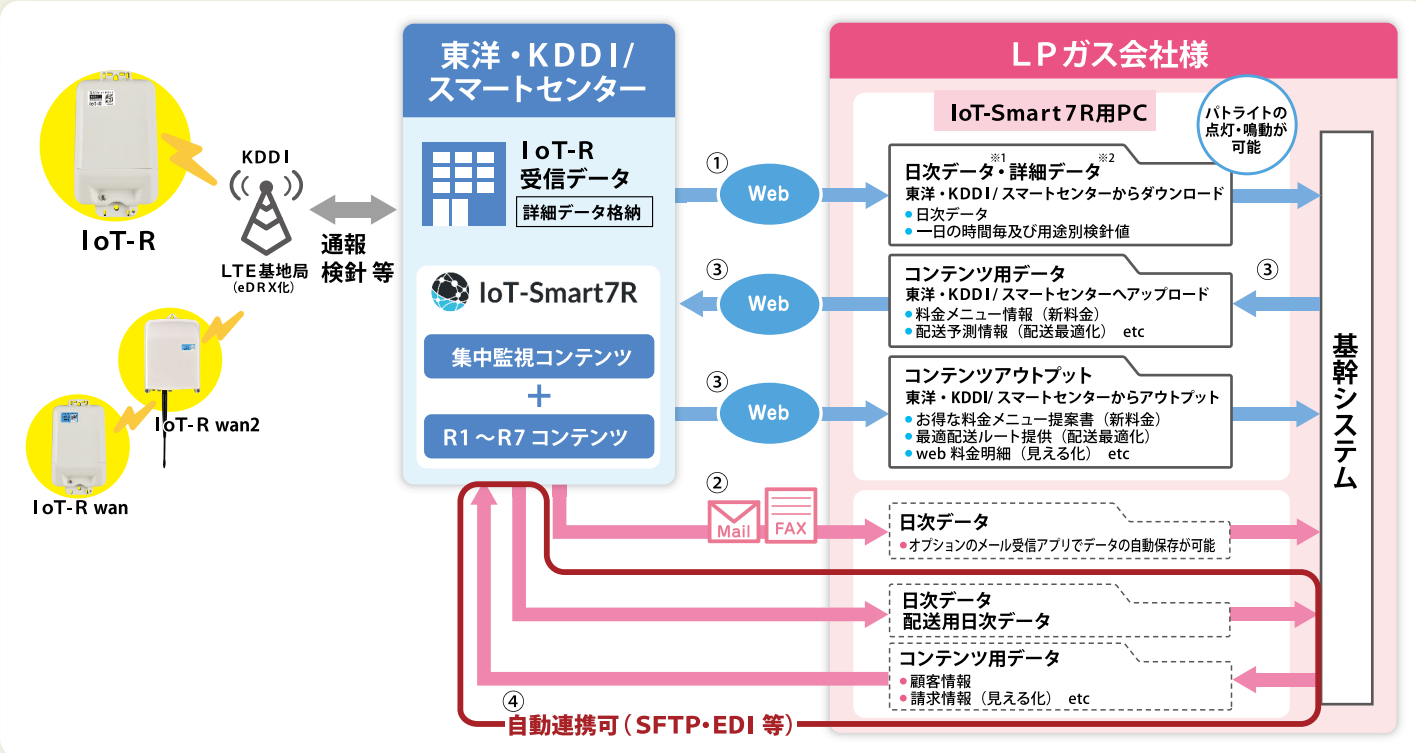 東洋・KDDI/
スマートセンター
LPガス会社様
IoT-R
KDDI
LTE基地局
(eDRX化)
通報
検針 等
IoT-R wan2
IoT-R wan
IoT-R
受信データ
詳細データ格納
IoT-Smart7R
集中監視コンテンツ
+
R1～R7 コンテンツ
IoT-Smart7R用PC
パトライトの
点灯・鳴動が
可能
①
Web
日次データ※1・詳細データ※2
東洋・KDDI/スマートセンターからダウンロード
●日次データ
●一日の時間毎及び用途別検針値
③
Web
コンテンツ用データ
東洋・KDDI/スマートセンターへアップロード
●料金メニュー情報（新料金）
●配送予測情報（配送最適化） etc
③
③
Web
コンテンツアウトプット
東洋・KDDI/スマートセンターからアウトプット
●お得な料金メニュー提案書（新料金）
●最適配送ルート提供（配送最適化）
●web 料金明細（見える化） etc
基幹システム
②
Mail
FAX
日次データ
●オプションのメール受信アプリでデータの自動保存が可能
日次データ
配送用日次データ
コンテンツ用データ
●顧客情報
●請求情報（見える化） etc
④
自動連携可（SFTP・EDI 等）